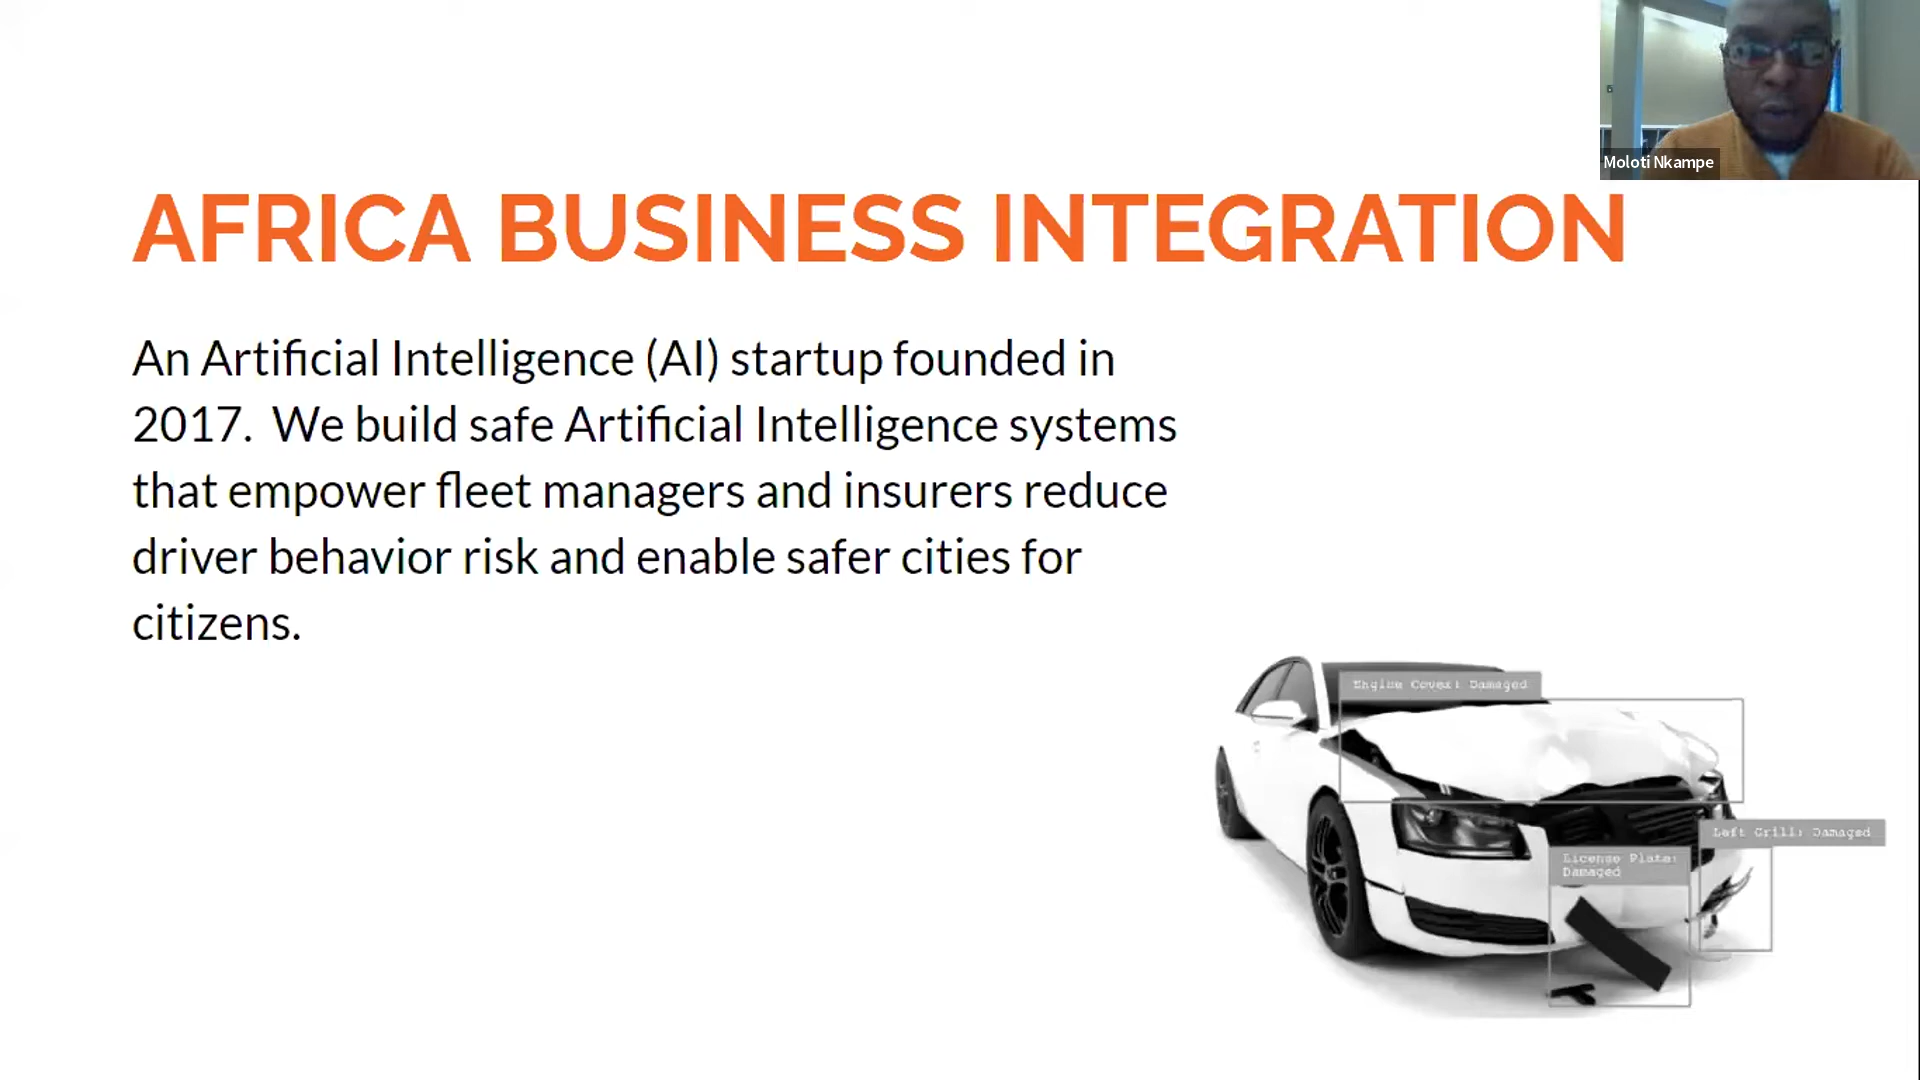 Moloti Nkampe
AFRICA BUSINESS INTEGRATION
An Artificial Intelligence (AI) startup founded in
2017. We build safe Artificial Intelligence systems
that empower fleet managers and insurers reduce
driver behavior risk and enable safer cities for
citizens.
Engine Cover: Damaged
Left Grill: Damaged
License Plate:
Damaged